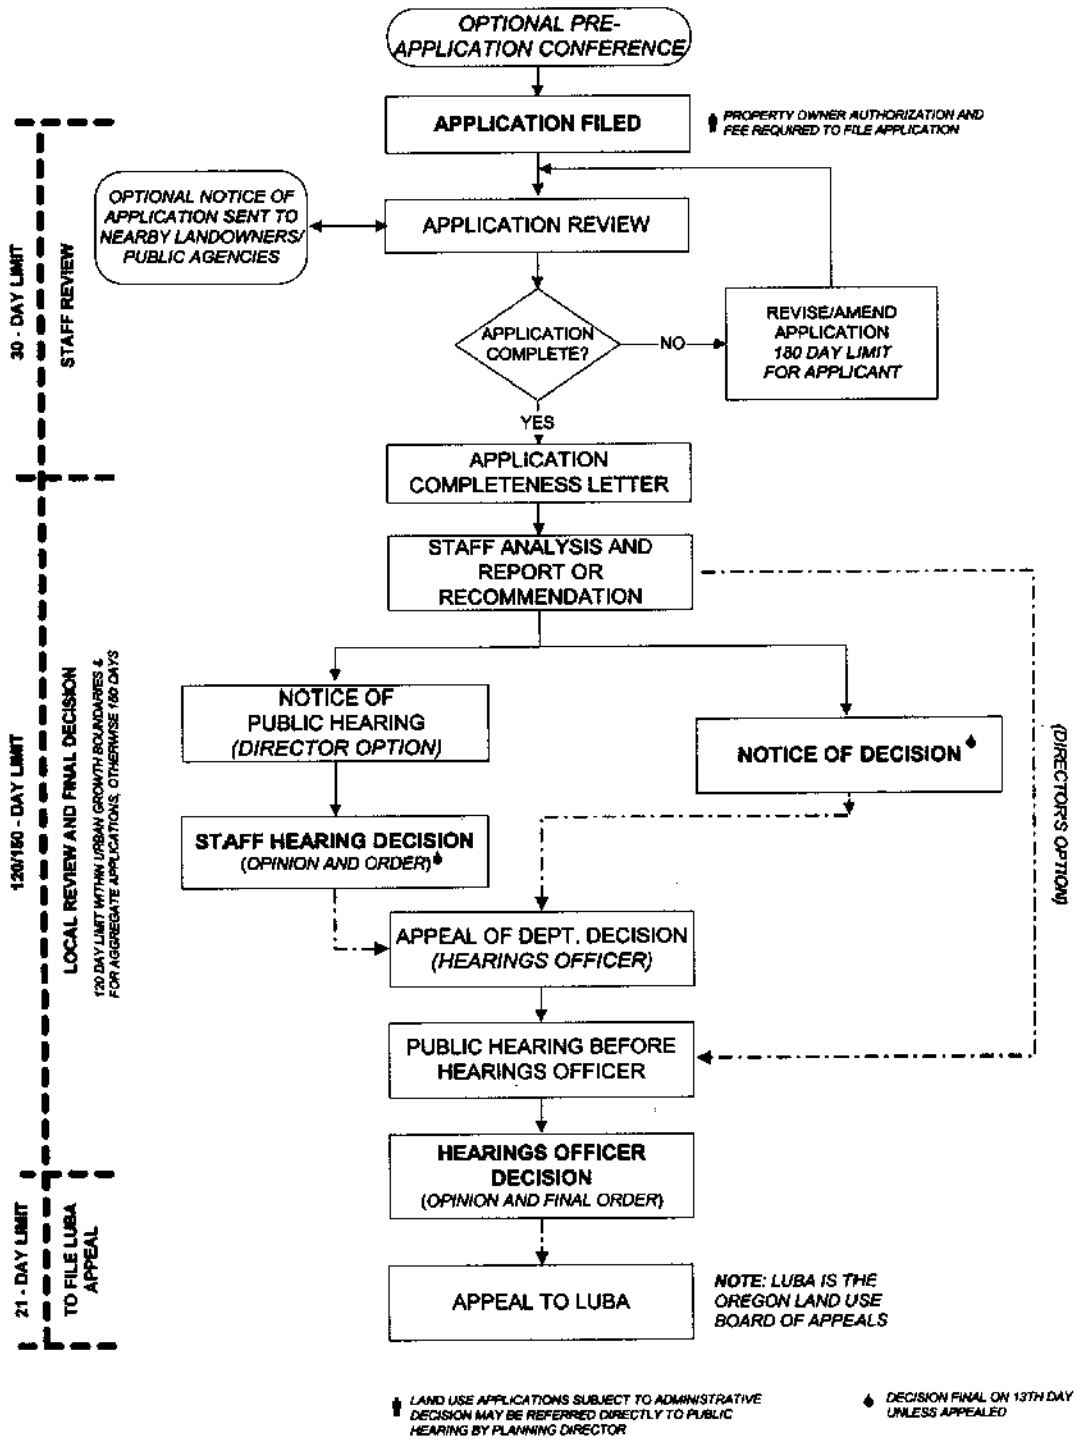 OPTIONAL PRE-
APPLICATION CONFERENCE
APPLICATION FILED
PROPERTY OWNER AUTHORIZATION AND
FEE REQUIRED TO FILE APPLICATION
OPTIONAL NOTICE OF
APPLICATION SENT TO
NEARBY LANDOWNERS/
PUBLIC AGENCIES
APPLICATION REVIEW
30 - DAY LIMIT
STAFF REVIEW
APPLICATION
COMPLETE?
NO
REVISE/AMEND
APPLICATION
180 DAY LIMIT
FOR APPLICANT
YES
APPLICATION
COMPLETENESS LETTER
STAFF ANALYSIS AND
REPORT OR
RECOMMENDATION
120/150 - DAY LIMIT
LOCAL REVIEW AND FINAL DECISION
120 DAY LIMIT WITHIN URBAN GROWTH BOUNDARIES &
FOR AGGREGATE APPLICATIONS, OTHERWISE 150 DAYS
NOTICE OF
PUBLIC HEARING
(DIRECTOR OPTION)
NOTICE OF DECISION
(DIRECTOR'S OPTION)
STAFF HEARING DECISION
(OPINION AND ORDER)
APPEAL OF DEPT. DECISION
(HEARINGS OFFICER)
PUBLIC HEARING BEFORE
HEARINGS OFFICER
HEARINGS OFFICER
DECISION
(OPINION AND FINAL ORDER)
21 - DAY LIMIT
TO FILE LUBA
APPEAL
APPEAL TO LUBA
NOTE: LUBA IS THE
OREGON LAND USE
BOARD OF APPEALS
LAND USE APPLICATIONS SUBJECT TO ADMINISTRATIVE
DECISION MAY BE REFERRED DIRECTLY TO PUBLIC
HEARING BY PLANNING DIRECTOR
DECISION FINAL ON 13TH DAY
UNLESS APPEALED